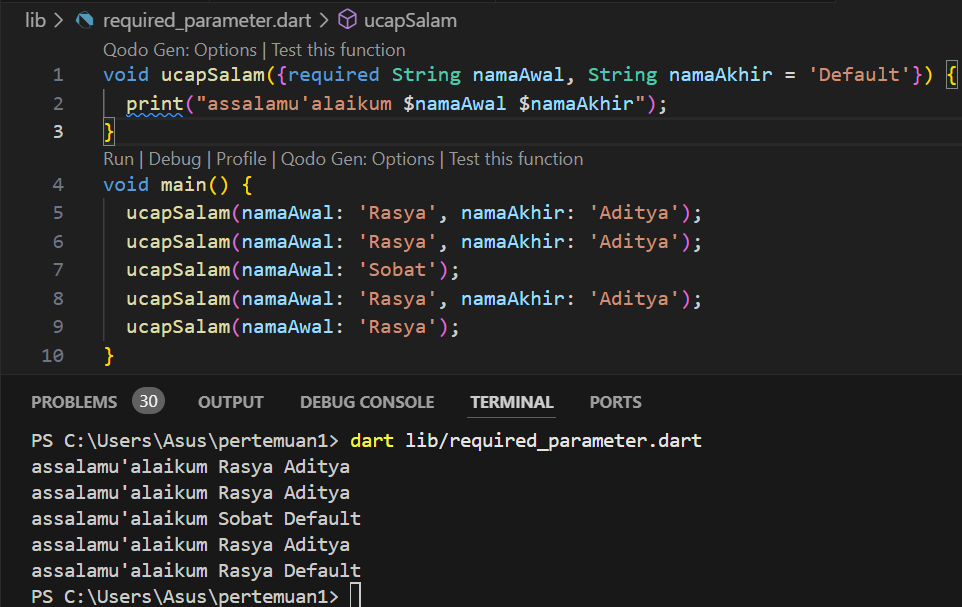 lib > required_parameter.dart > ucapSalam
Qodo Gen: Options | Test this function
1 void ucapSalam({required String namaAwal, String namaAkhir = 'Default'}) {
2 print("assalamu'alaikum $namaAwal $namaAkhir");
3 }
Run | Debug | Profile | Qodo Gen: Options | Test this function
4 void main() {
5 ucapSalam(namaAwal: 'Rasya', namaAkhir: 'Aditya');
6 ucapSalam(namaAwal: 'Rasya', namaAkhir: 'Aditya');
7 ucapSalam(namaAwal: 'Sobat');
8 ucapSalam(namaAwal: 'Rasya', namaAkhir: 'Aditya');
9 ucapSalam(namaAwal: 'Rasya');
10 }
PROBLEMS 30 OUTPUT DEBUG CONSOLE TERMINAL PORTS
PS C:\Users\Asus\pertemuan1> dart lib/required_parameter.dart
assalamu'alaikum Rasya Aditya
assalamu'alaikum Rasya Aditya
assalamu'alaikum Sobat Default
assalamu'alaikum Rasya Aditya
assalamu'alaikum Rasya Default
PS C:\Users\Asus\pertemuan1>